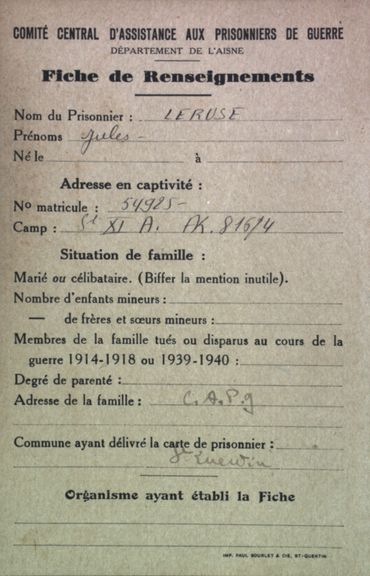 COMITÉ CENTRAL D'ASSISTANCE AUX PRISONNIERS DE GUERRE
DÉPARTEMENT DE L'AISNE
Fiche de Renseignements
Nom du Prisonnier : LERUSE
Prénoms Jules -
Né le à
Adresse en captivité :
No matricule : 54925 -
Camp : St XI A. AK. 816/4
Situation de famille :
Marié ou célibataire. (Biffer la mention inutile).
Nombre d'enfants mineurs :
— de frères et sœurs mineurs :
Membres de la famille tués ou disparus au cours de la
guerre 1914-1918 ou 1939-1940 :
Degré de parenté :
Adresse de la famille : C.A.P.g
Commune ayant délivré la carte de prisonnier :
St Quentin
Organisme ayant établi la Fiche
IMP. PAUL BOURLET & CIE, ST-QUENTIN